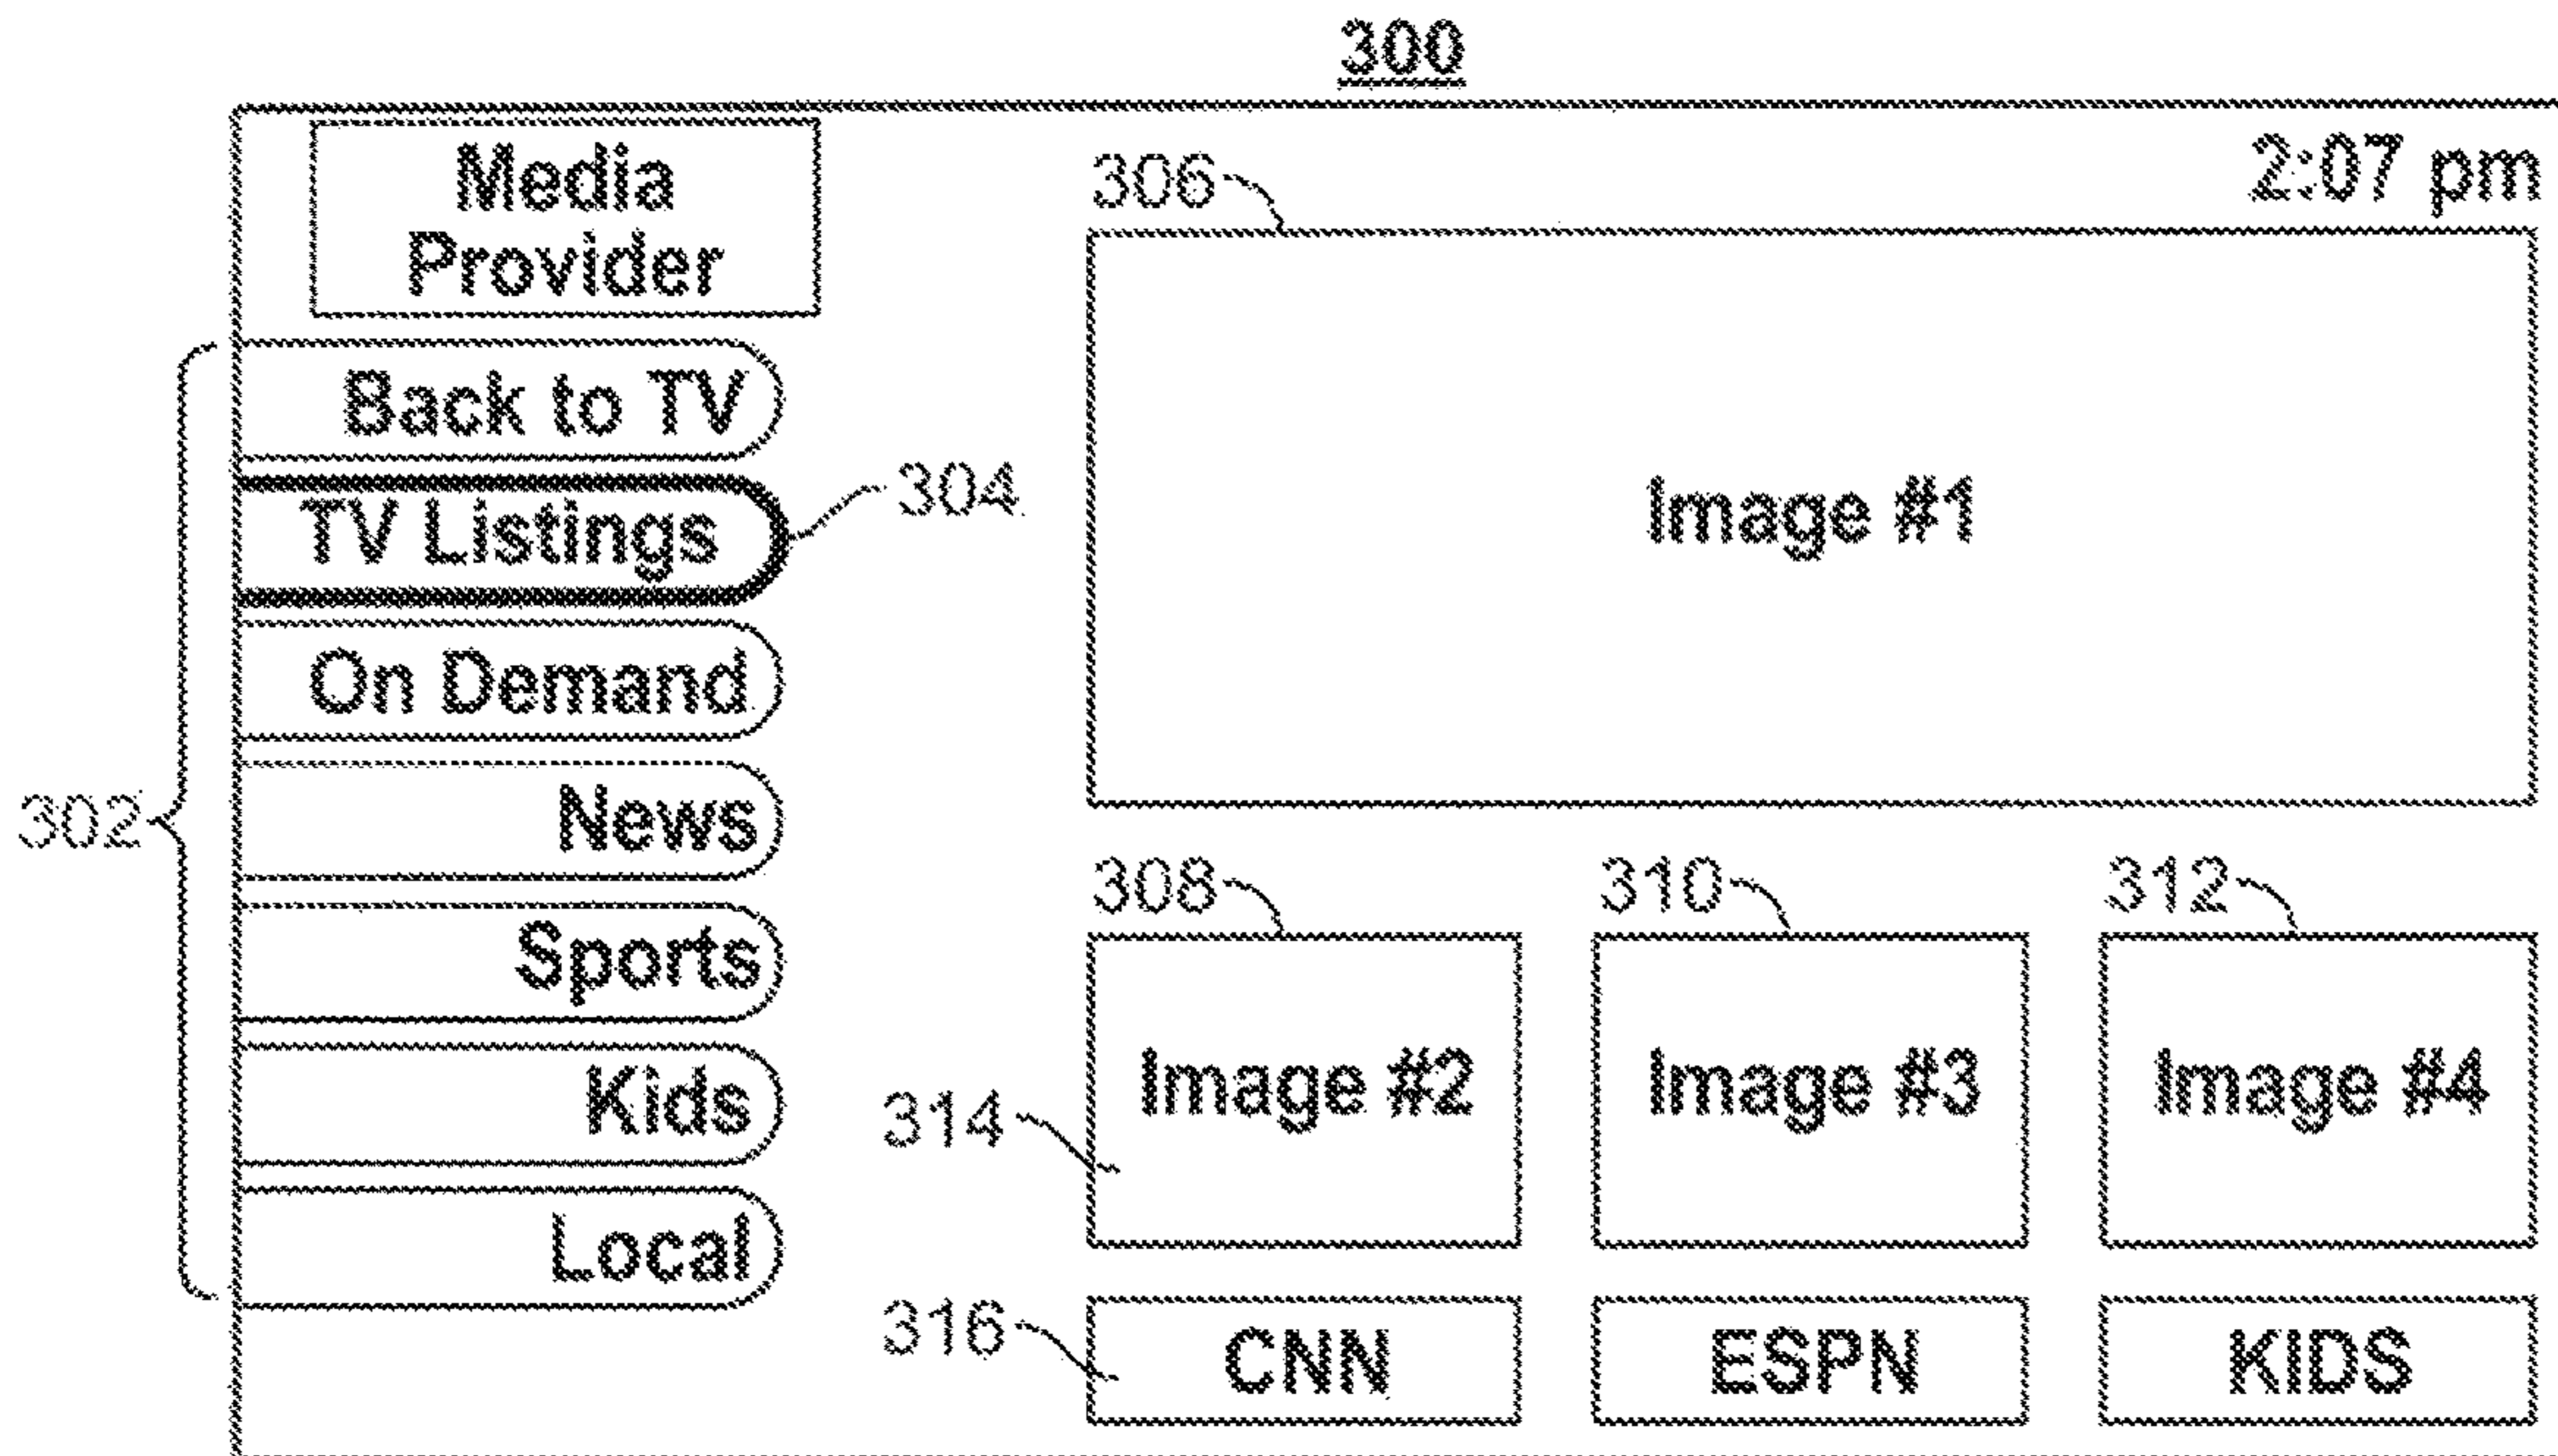 300
2:07 pm
Media
Provider
306
Back to TV
304
TV Listings
Image #1
On Demand
302
News
308
310
312
Sports
Image #2
Image #3
Image #4
314
Kids
Local
316
CNN
ESPN
KIDS